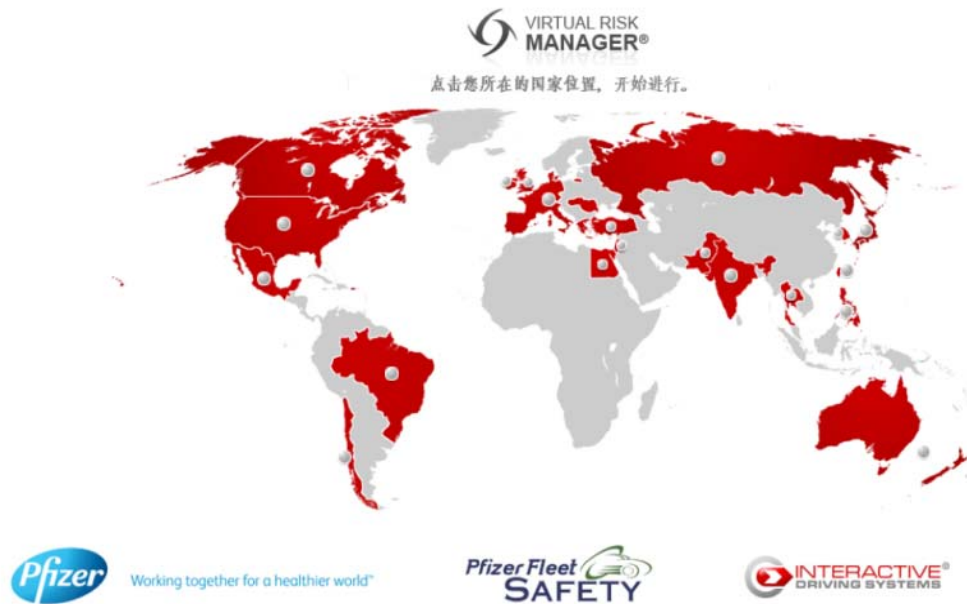 VIRTUAL RISK
MANAGER®
点击您所在的国家位置，开始进行。
Pfizer
Working together for a healthier world™
Pfizer Fleet
SAFETY
INTERACTIVE®
DRIVING SYSTEMS